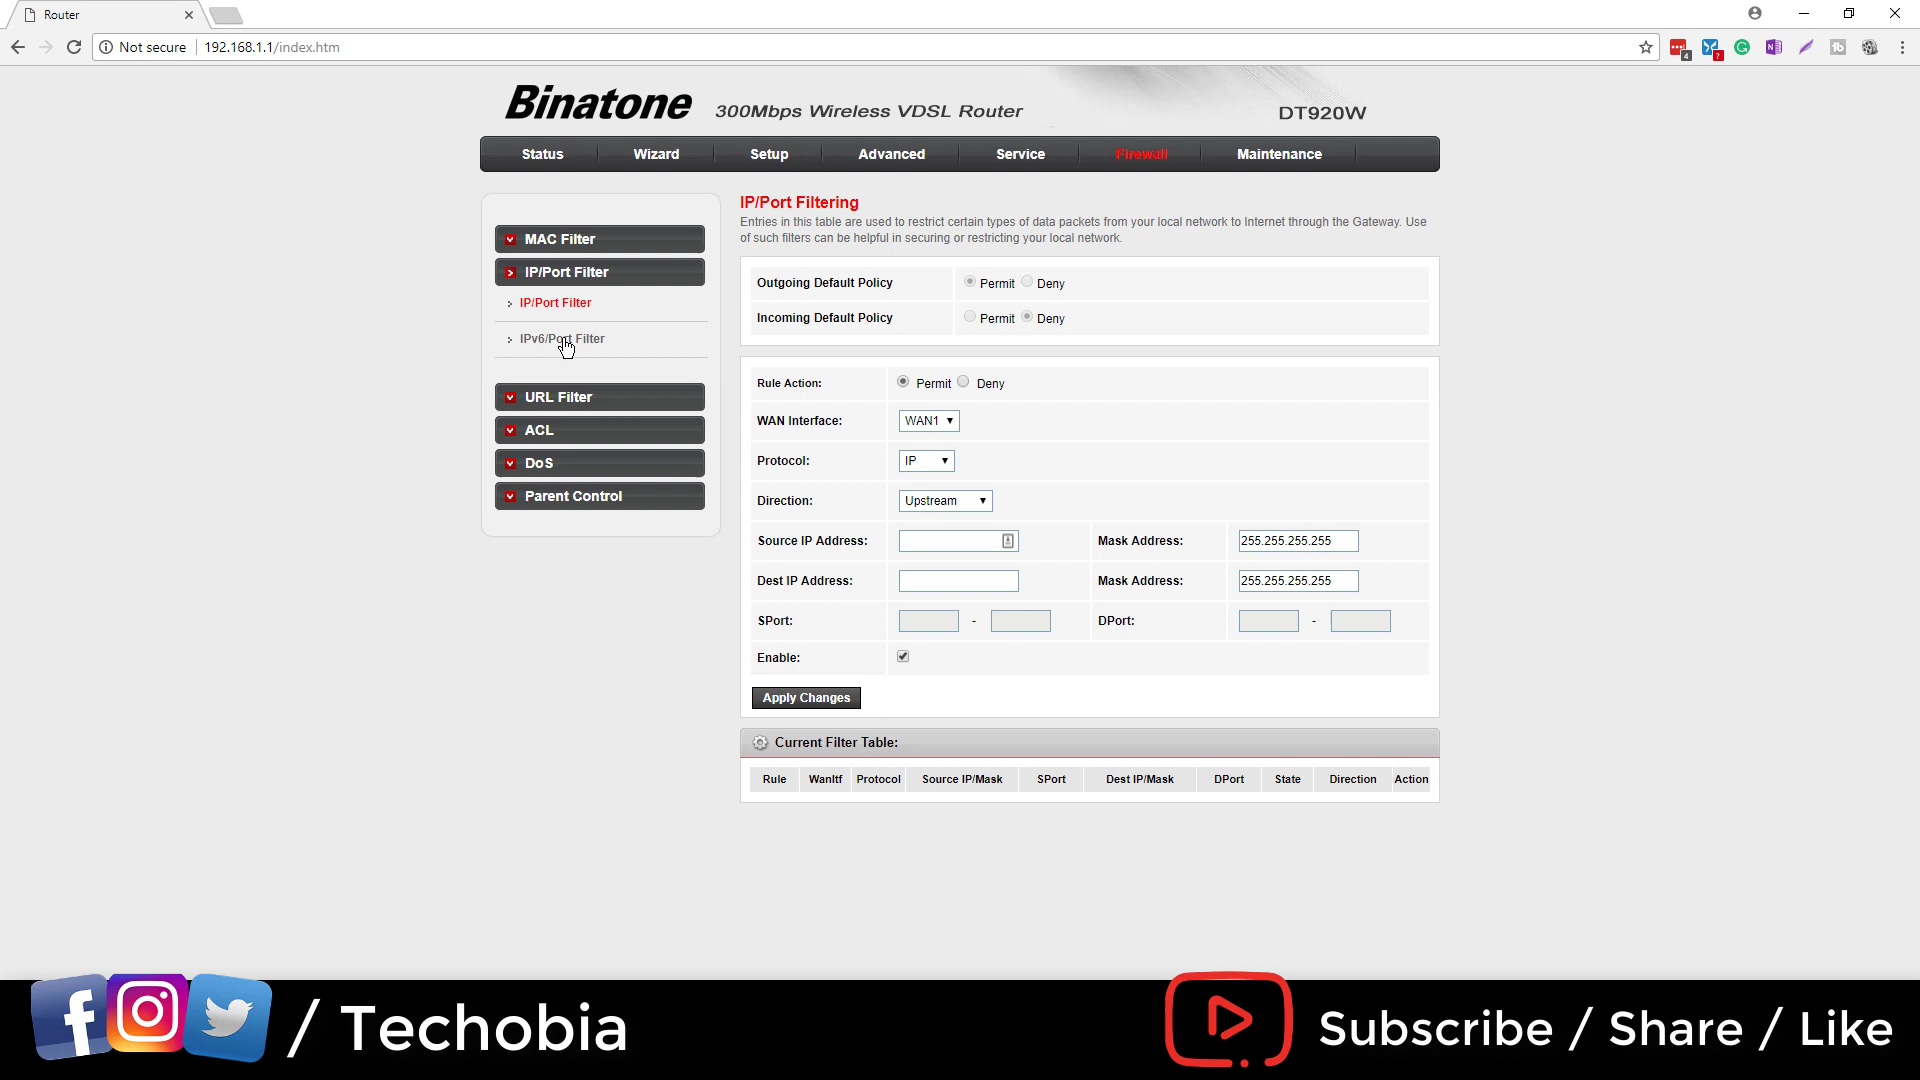 Router
Not secure 192.168.1.1/index.htm
4
?
Binatone 300Mbps Wireless VDSL Router DT920W
Status Wizard Setup Advanced Service Firewall Maintenance
MAC Filter
IP/Port Filter
IP/Port Filter
IPv6/Port Filter
URL Filter
ACL
DoS
Parent Control
IP/Port Filtering
Entries in this table are used to restrict certain types of data packets from your local network to Internet through the Gateway. Use
of such filters can be helpful in securing or restricting your local network.
Outgoing Default Policy Permit Deny
Incoming Default Policy Permit Deny
Rule Action: Permit Deny
WAN Interface: WAN1
Protocol: IP
Direction: Upstream
Source IP Address: Mask Address: 255.255.255.255
Dest IP Address: Mask Address: 255.255.255.255
SPort: - DPort: -
Enable:
Apply Changes
Current Filter Table:
Rule WanItf Protocol Source IP/Mask SPort Dest IP/Mask DPort State Direction Action
/ Techobia
Subscribe / Share / Like